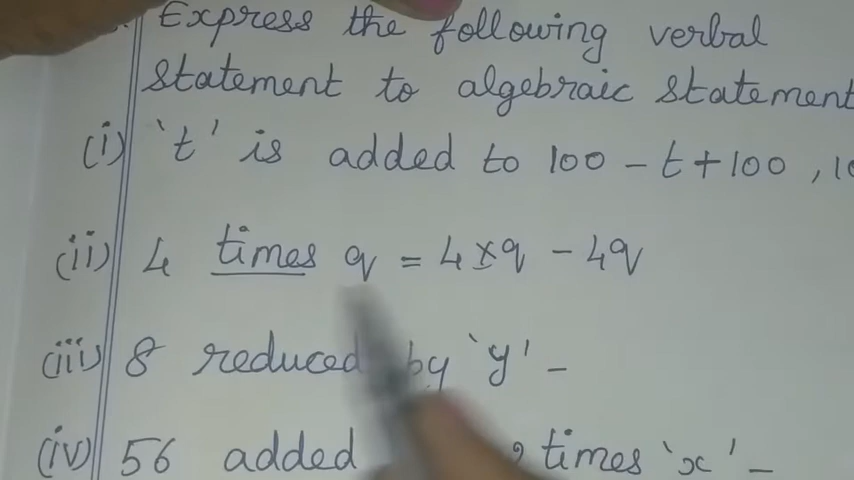 Express the following verbal
statement to algebraic statement
(i) 't' is added to 100 - t + 100 , 10
(ii) 4 times q = 4 x q - 4q
(iii) 8 reduced by 'y' -
(iv) 56 added times 'x' -